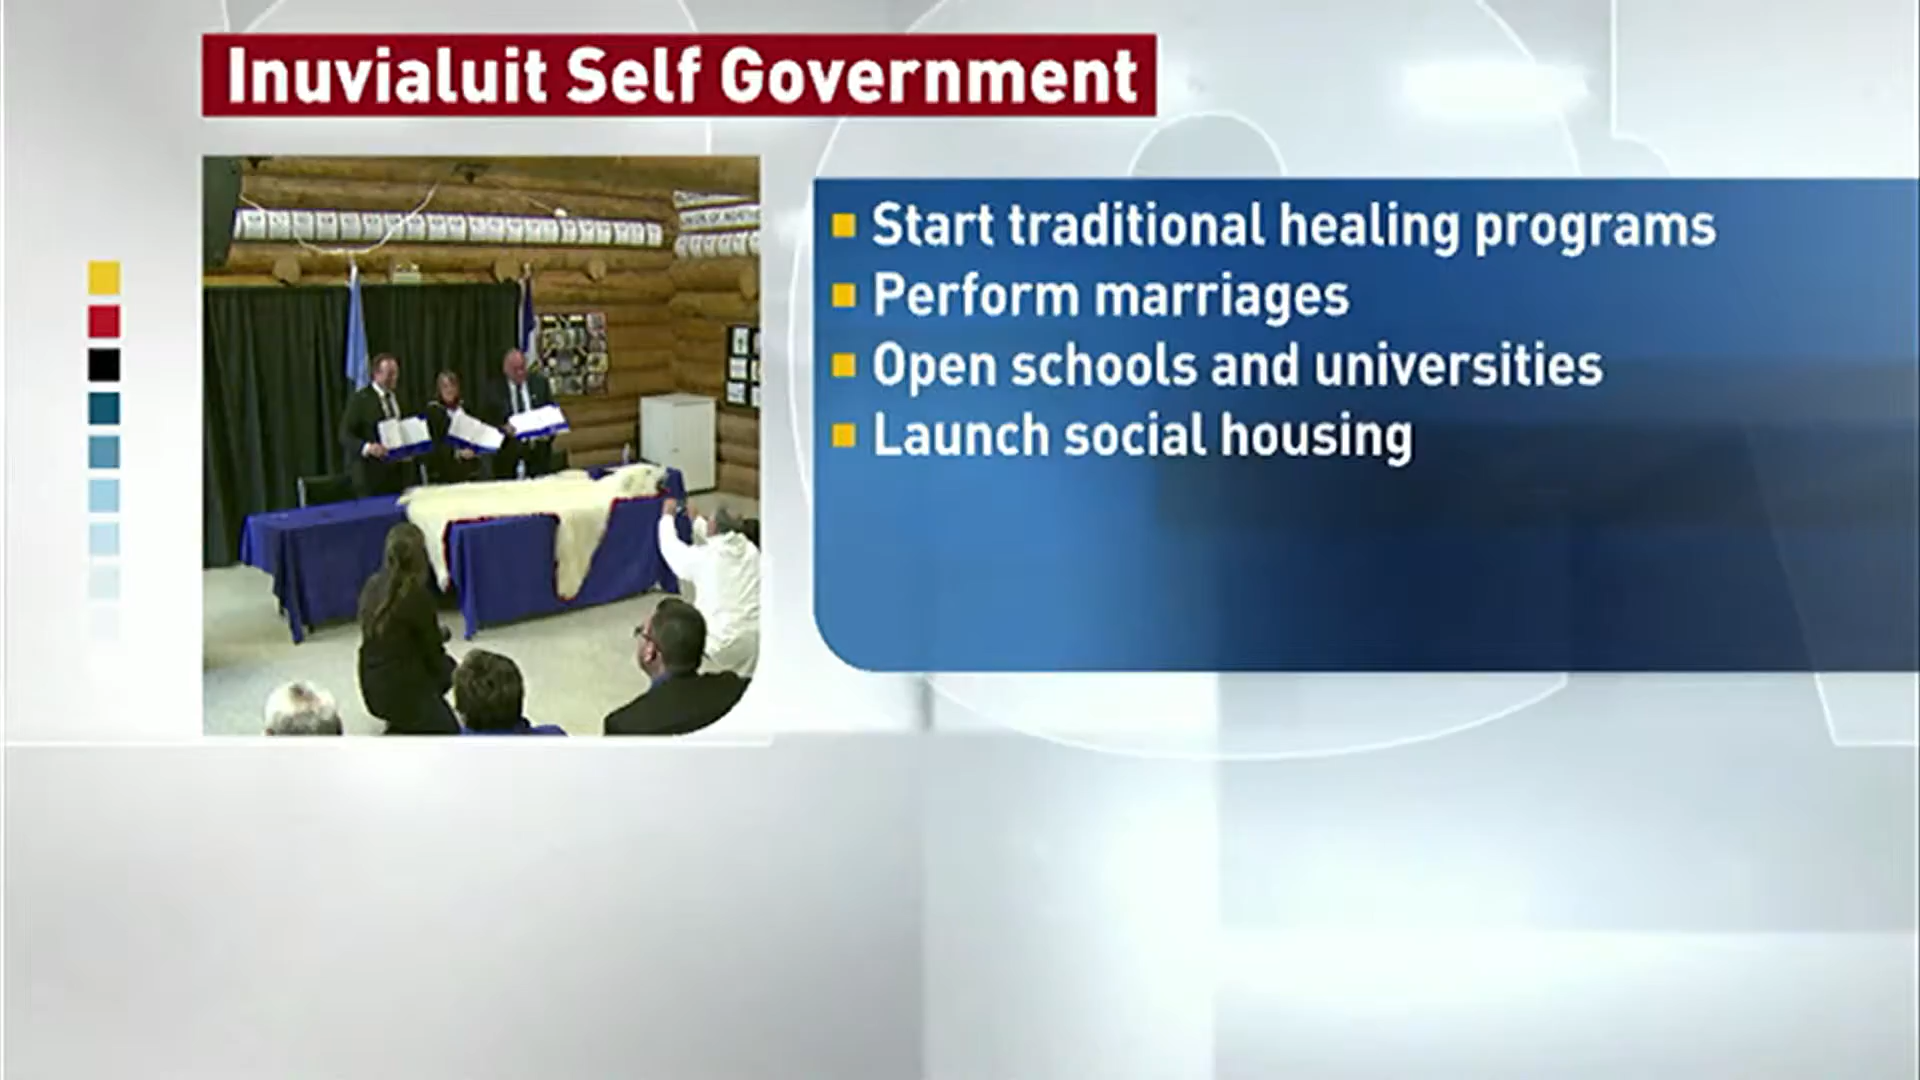 Inuvialuit Self Government
Start traditional healing programs
Perform marriages
Open schools and universities
Launch social housing